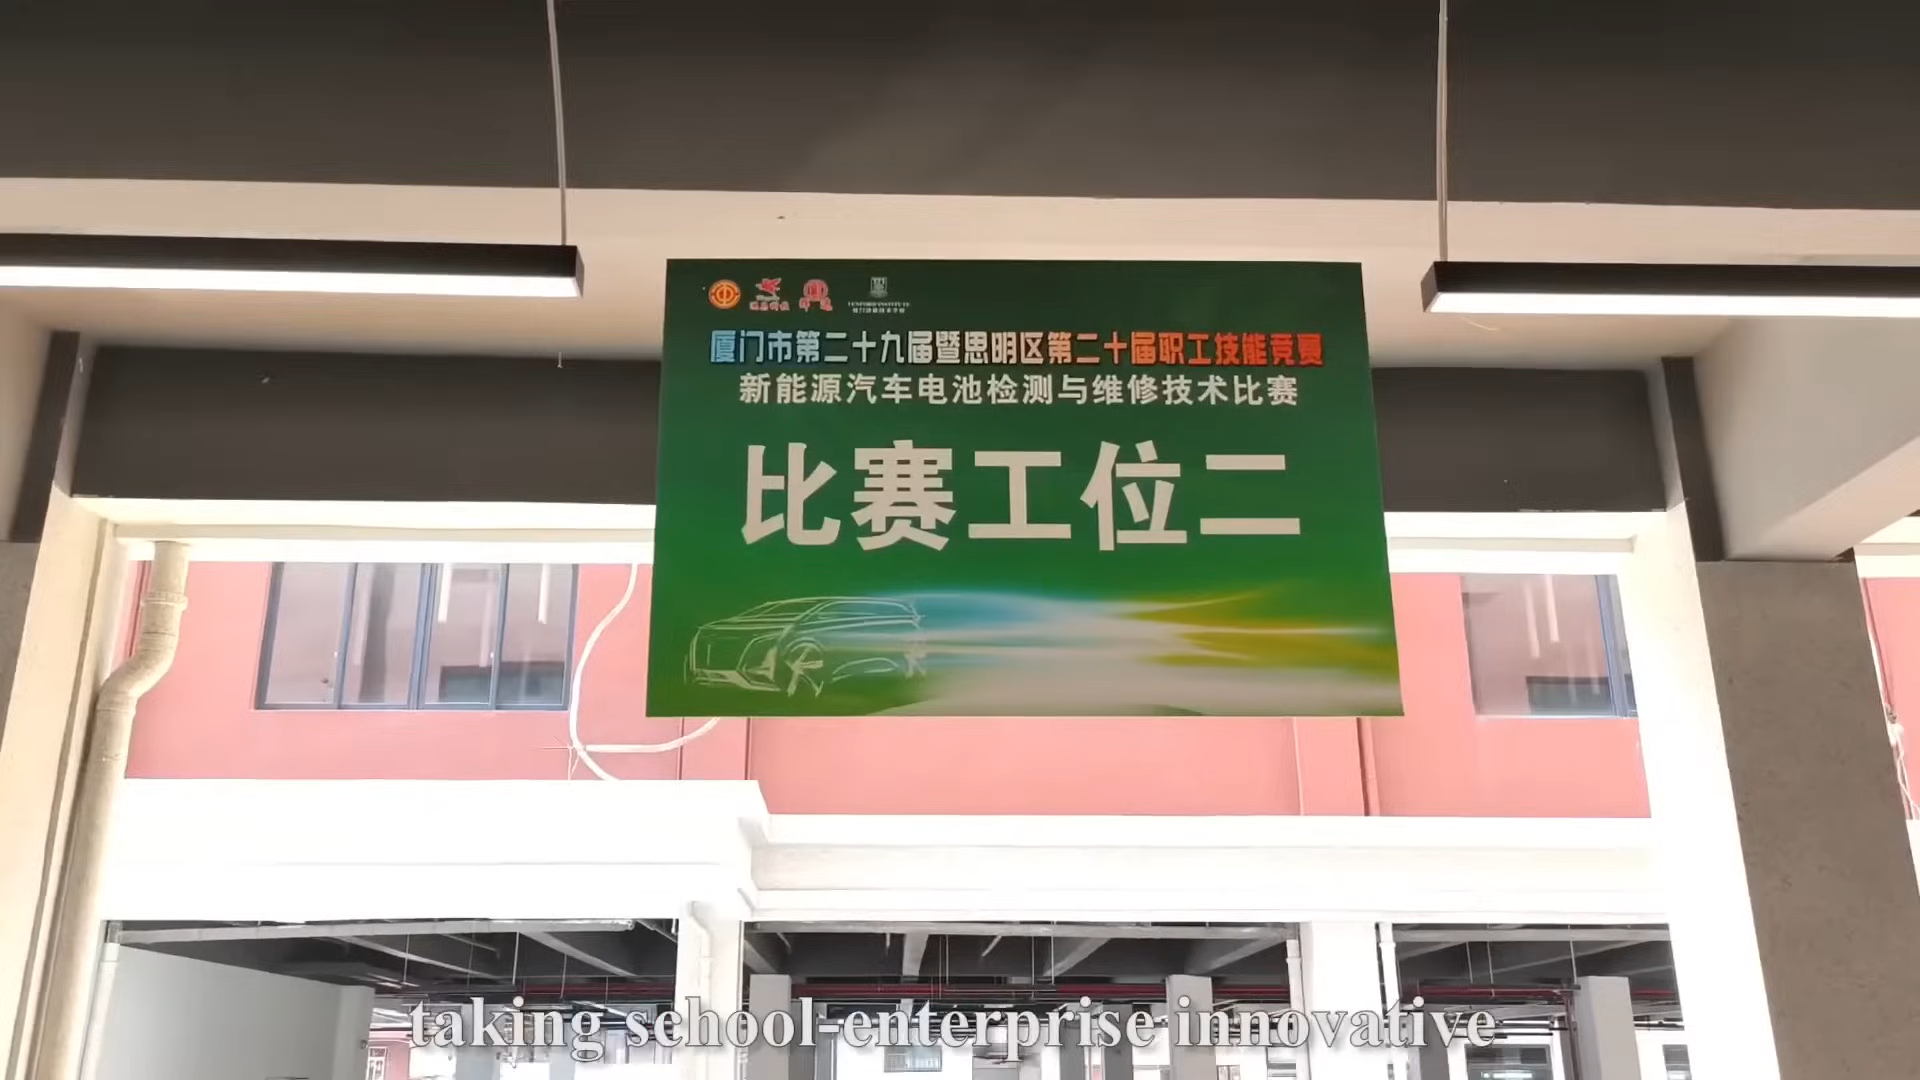 厦门市第二十九届暨思明区第二十届职工技能竞赛
新能源汽车电池检测与维修技术比赛
比赛工位二
taking school-enterprise innovative